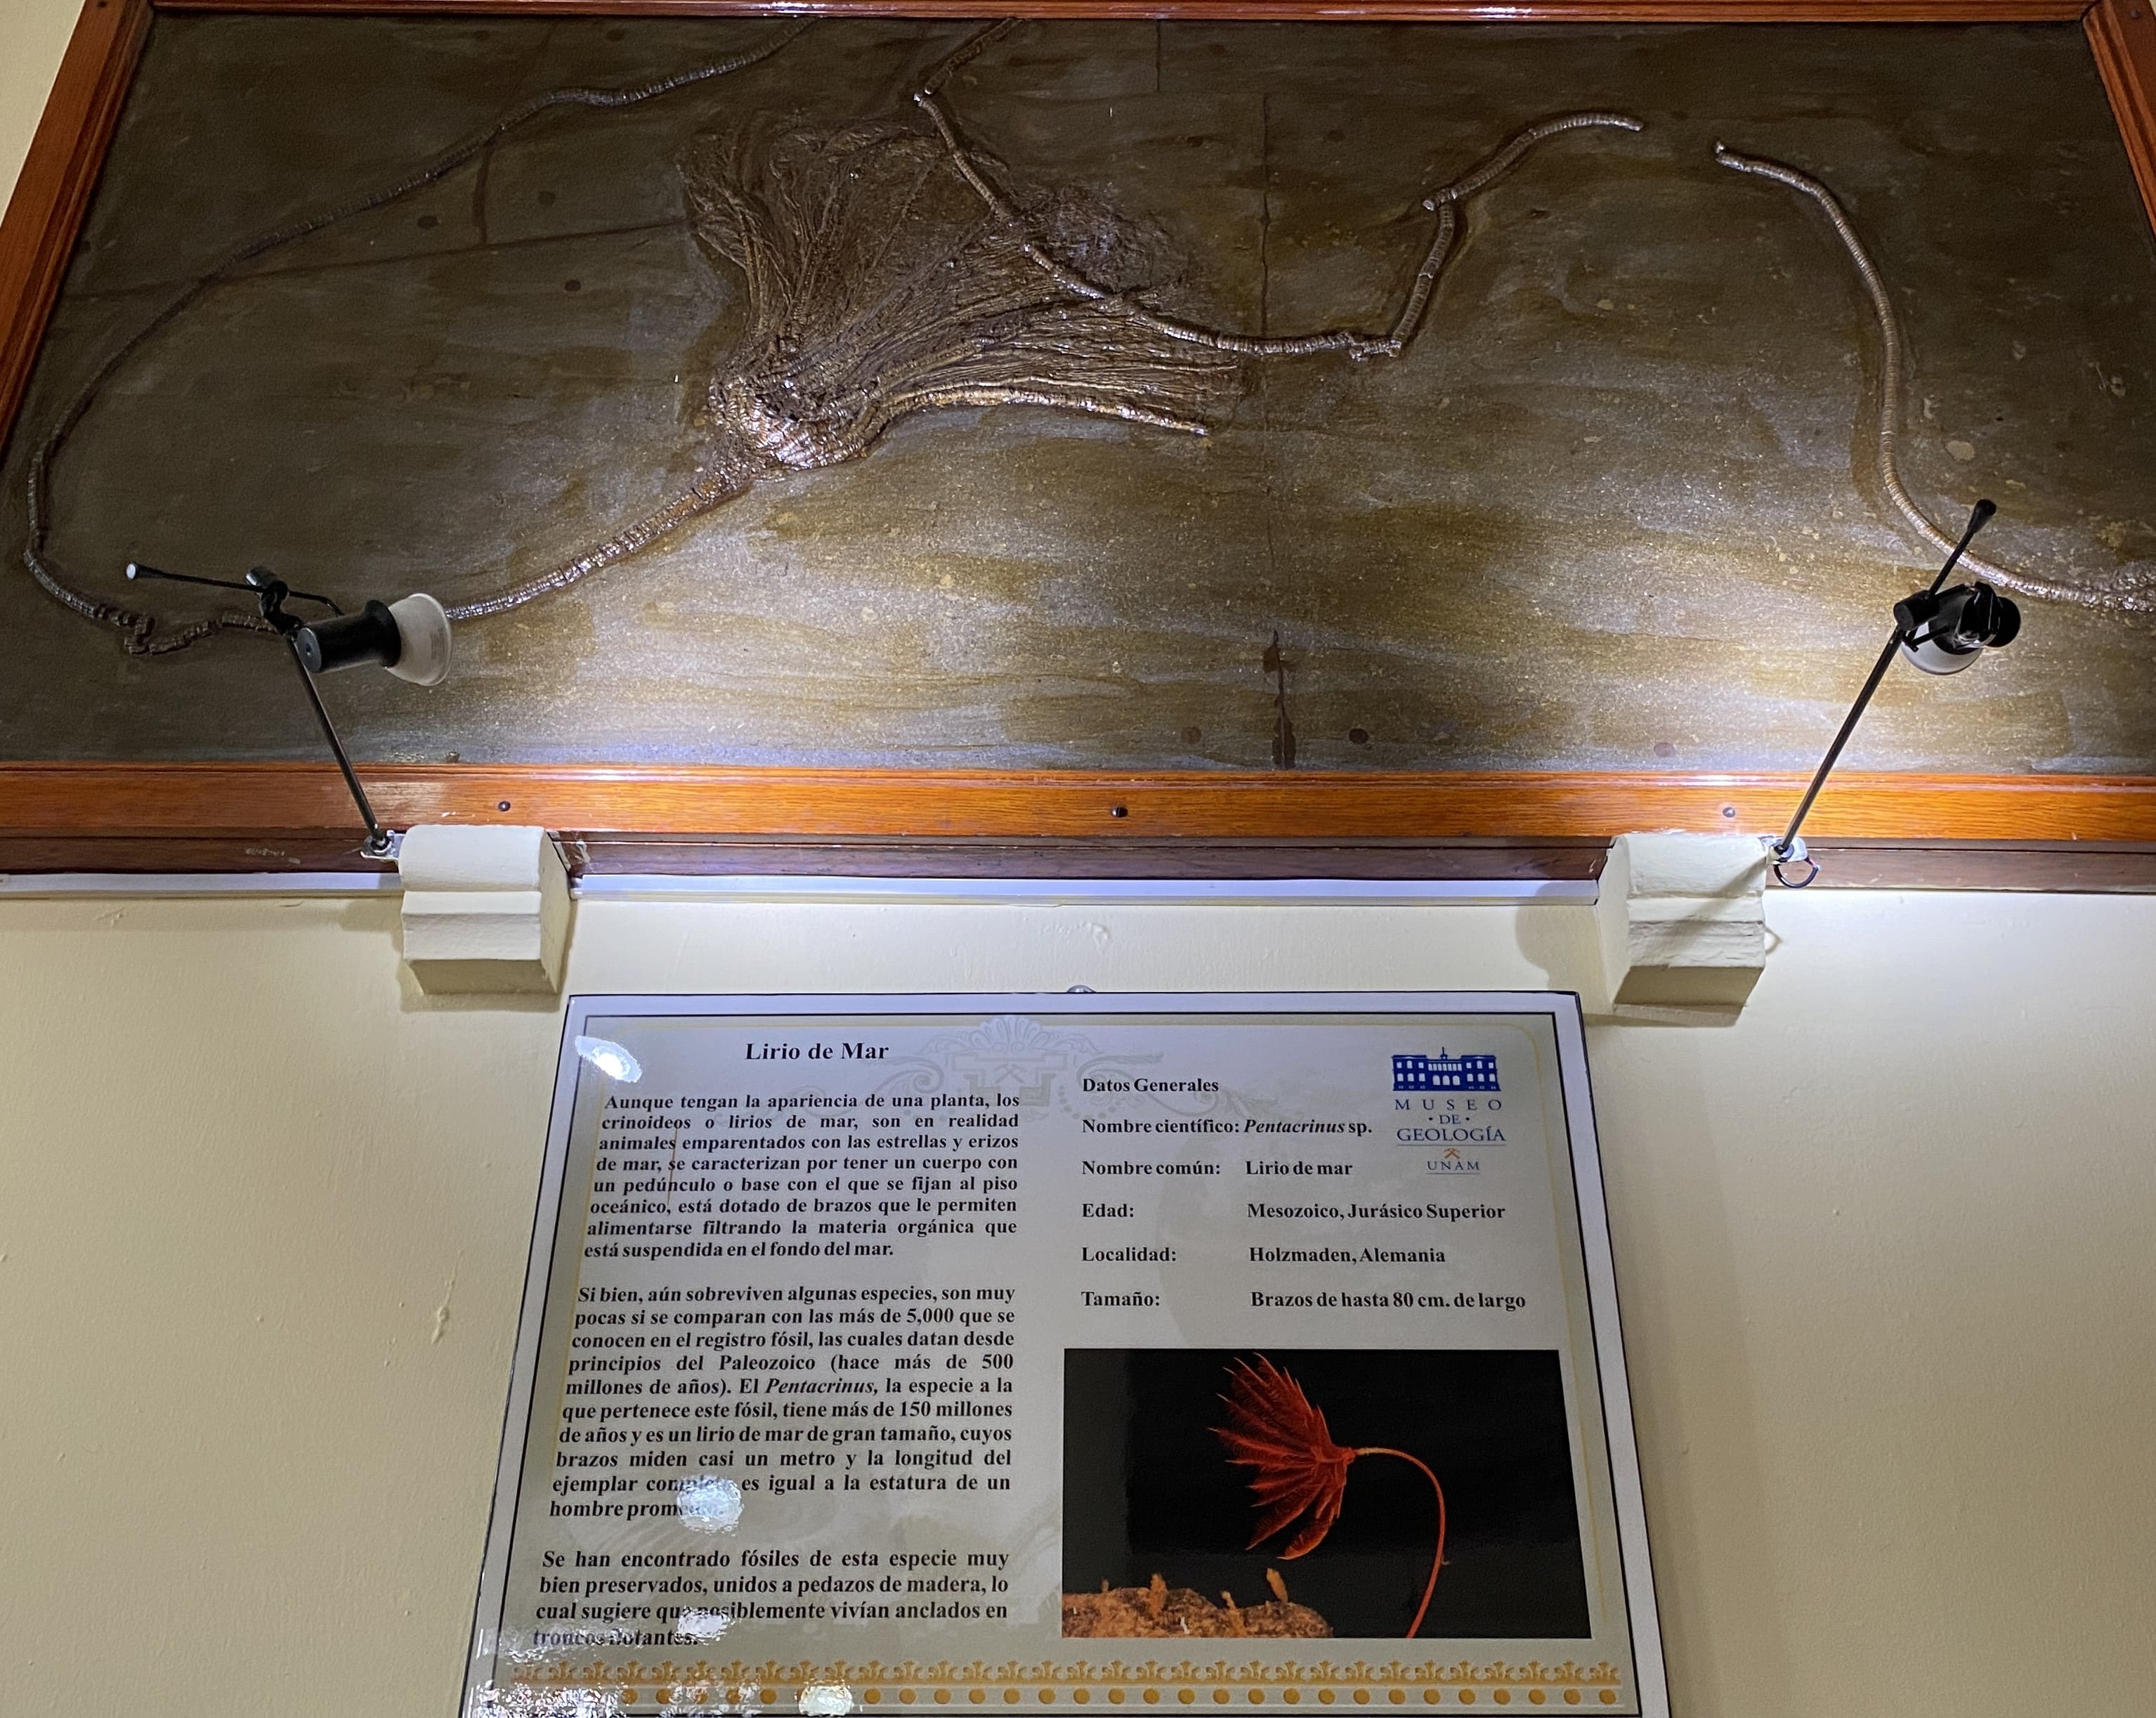 Lirio de Mar
Aunque tengan la apariencia de una planta, los
crinoideos o lirios de mar, son en realidad
animales emparentados con las estrellas y erizos
de mar, se caracterizan por tener un cuerpo con
un pedúnculo o base con el que se fijan al piso
oceánico, está dotado de brazos que le permiten
alimentarse filtrando la materia orgánica que
está suspendida en el fondo del mar.
Si bien, aún sobreviven algunas especies, son muy
pocas si se comparan con las más de 5,000 que se
conocen en el registro fósil, las cuales datan desde
principios del Paleozoico (hace más de 500
millones de años). El Pentacrinus, la especie a la
que pertenece este fósil, tiene más de 150 millones
de años y es un lirio de mar de gran tamaño, cuyos
brazos miden casi un metro y la longitud del
ejemplar es igual a la estatura de un
hombre
Se han encontrado fósiles de esta especie muy
bien preservados, unidos a pedazos de madera, lo
cual sugiere que posiblemente vivían anclados en
troncos flotantes.
Datos Generales
Nombre científico: Pentacrinus sp.
Nombre común: Lirio de mar
Edad: Mesozoico, Jurásico Superior
Localidad: Holzmaden, Alemania
Tamaño: Brazos de hasta 80 cm. de largo
MUSEO
• DE •
GEOLOGÍA
UNAM